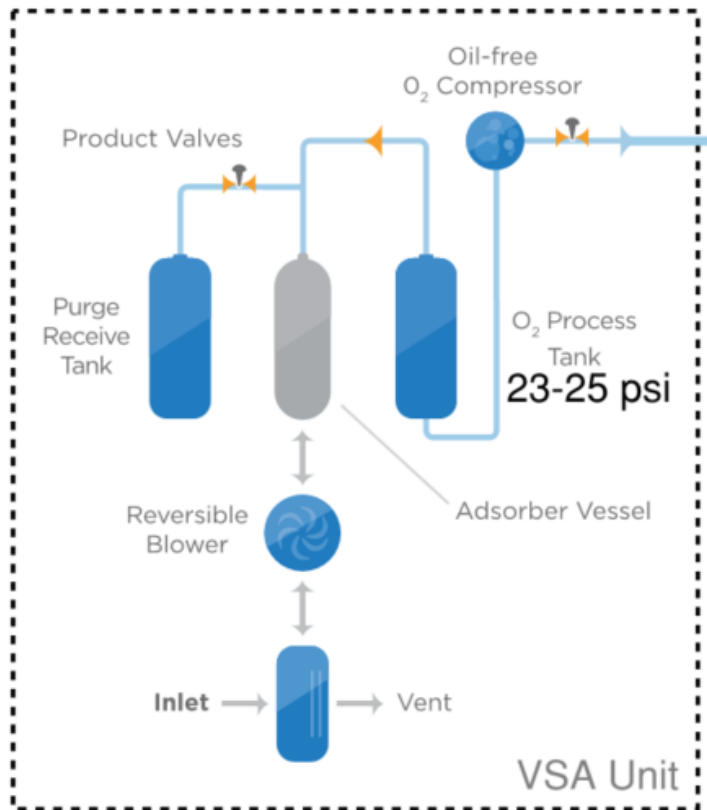 Oil-free
0₂ Compressor
Product Valves
Purge
Receive
Tank
O₂ Process
Tank
23-25 psi
Adsorber Vessel
Reversible
Blower
Inlet
Vent
VSA Unit